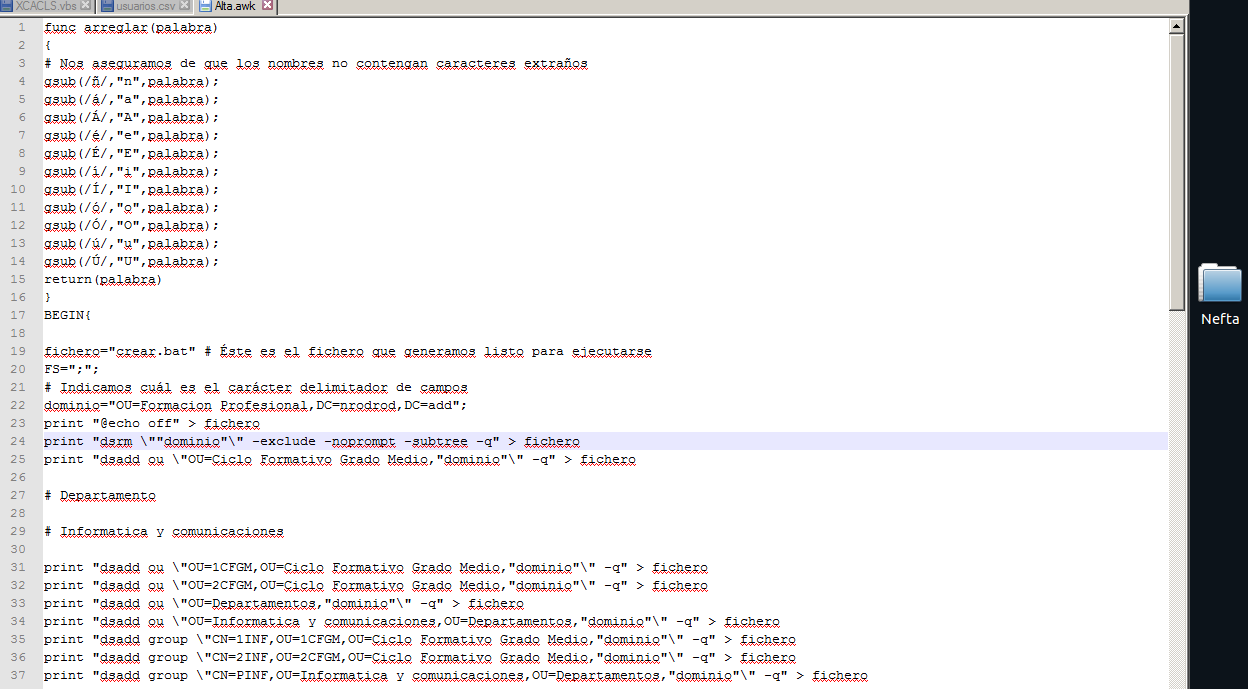 XCACLS.vbs usuarios.csv Alta.awk
1 func arreglar(palabra)
2 {
3 # Nos aseguramos de que los nombres no contengan caracteres extraños
4 gsub(/ñ/,"n",palabra);
5 gsub(/á/,"a",palabra);
6 gsub(/Á/,"A",palabra);
7 gsub(/é/,"e",palabra);
8 gsub(/É/,"E",palabra);
9 gsub(/í/,"i",palabra);
10 gsub(/Í/,"I",palabra);
11 gsub(/ó/,"o",palabra);
12 gsub(/Ó/,"O",palabra);
13 gsub(/ú/,"u",palabra);
14 gsub(/Ú/,"U",palabra);
15 return(palabra)
16 }
17 BEGIN{
18
19 fichero="crear.bat" # Éste es el fichero que generamos listo para ejecutarse
20 FS=";";
21 # Indicamos cuál es el carácter delimitador de campos
22 dominio="OU=Formacion Profesional,DC=nrodrod,DC=add";
23 print "@echo off" > fichero
24 print "dsrm \""dominio"\" -exclude -noprompt -subtree -q" > fichero
25 print "dsadd ou \"OU=Ciclo Formativo Grado Medio,"dominio"\" -q" > fichero
26
27 # Departamento
28
29 # Informatica y comunicaciones
30
31 print "dsadd ou \"OU=1CFGM,OU=Ciclo Formativo Grado Medio,"dominio"\" -q" > fichero
32 print "dsadd ou \"OU=2CFGM,OU=Ciclo Formativo Grado Medio,"dominio"\" -q" > fichero
33 print "dsadd ou \"OU=Departamentos,"dominio"\" -q" > fichero
34 print "dsadd ou \"OU=Informatica y comunicaciones,OU=Departamentos,"dominio"\" -q" > fichero
35 print "dsadd group \"CN=1INF,OU=1CFGM,OU=Ciclo Formativo Grado Medio,"dominio"\" -q" > fichero
36 print "dsadd group \"CN=2INF,OU=2CFGM,OU=Ciclo Formativo Grado Medio,"dominio"\" -q" > fichero
37 print "dsadd group \"CN=PINF,OU=Informatica y comunicaciones,OU=Departamentos,"dominio"\" -q" > fichero
Nefta